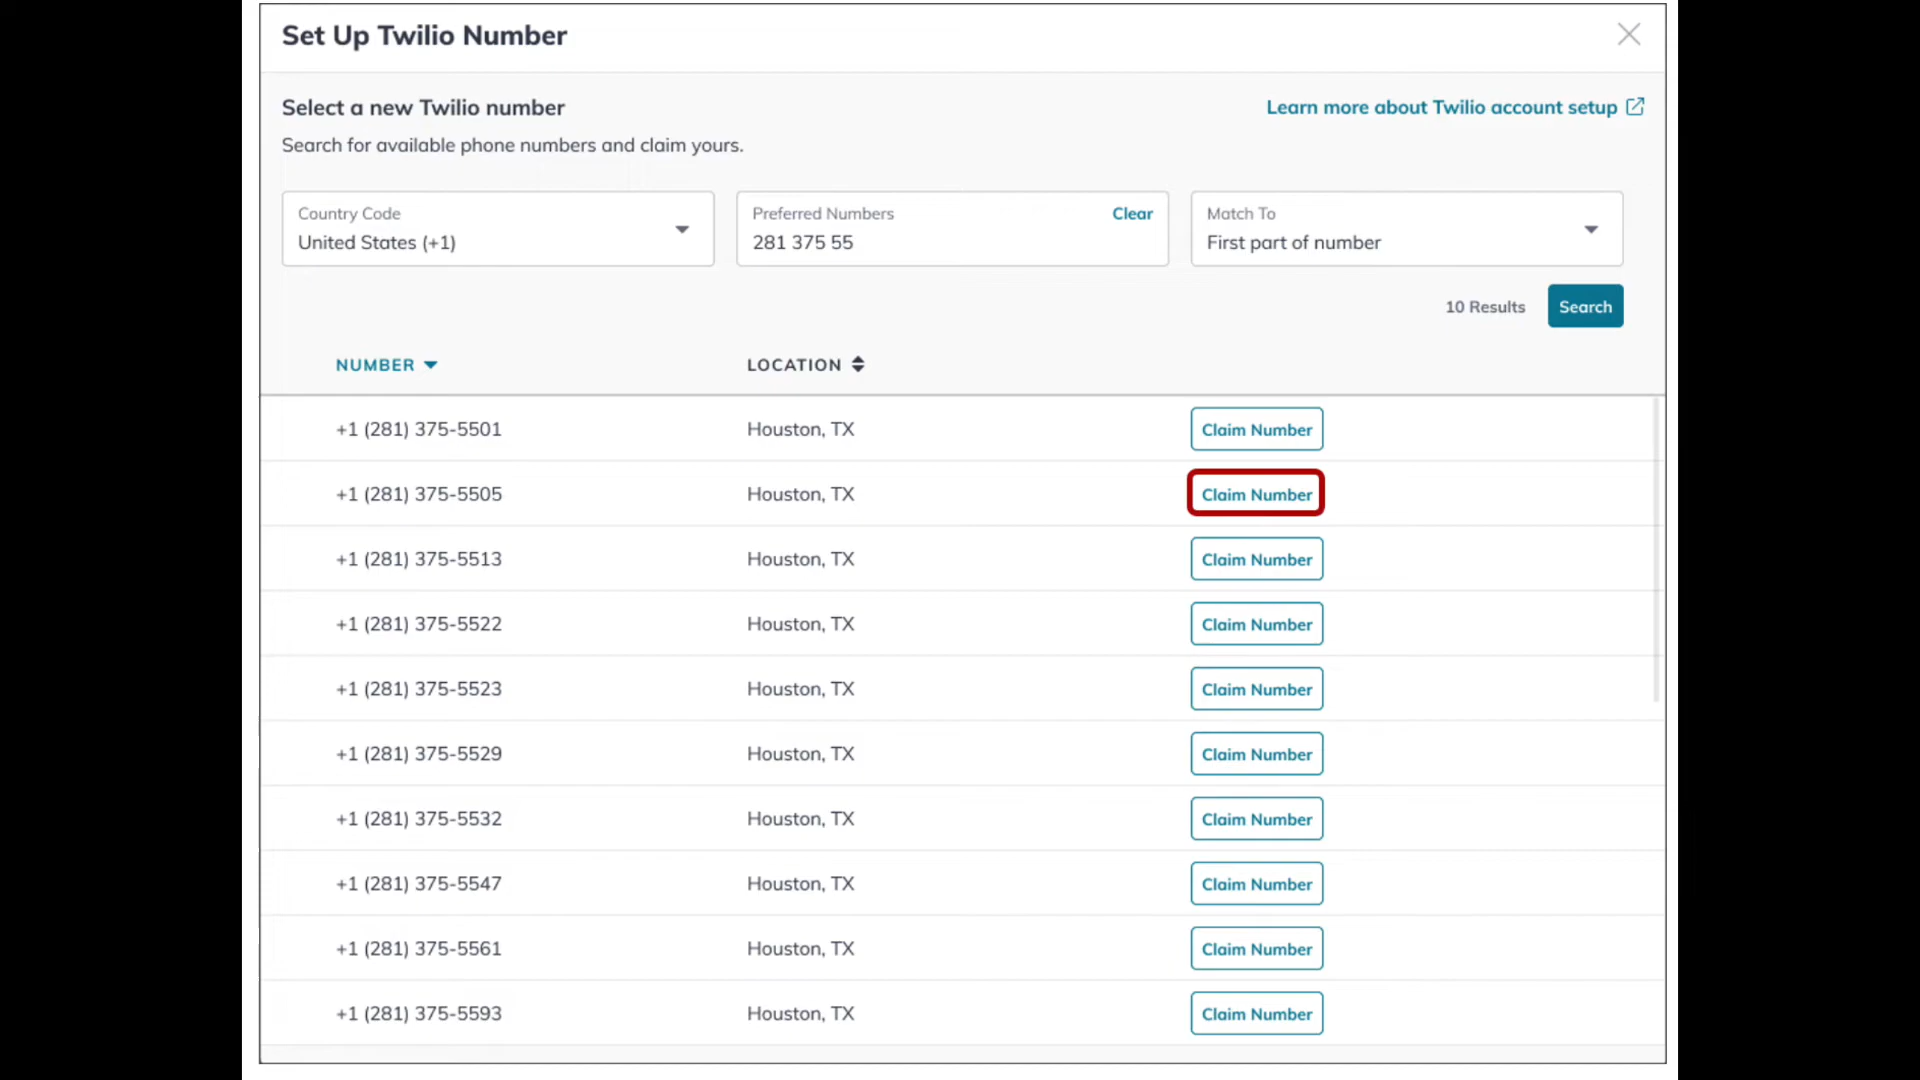 Set Up Twilio Number
Select a new Twilio number
Learn more about Twilio account setup
Search for available phone numbers and claim yours.
Country Code
United States (+1)
Preferred Numbers
Clear
281 375 55
Match To
First part of number
10 Results
Search
NUMBER
LOCATION
+1 (281) 375-5501 Houston, TX Claim Number
+1 (281) 375-5505 Houston, TX Claim Number
+1 (281) 375-5513 Houston, TX Claim Number
+1 (281) 375-5522 Houston, TX Claim Number
+1 (281) 375-5523 Houston, TX Claim Number
+1 (281) 375-5529 Houston, TX Claim Number
+1 (281) 375-5532 Houston, TX Claim Number
+1 (281) 375-5547 Houston, TX Claim Number
+1 (281) 375-5561 Houston, TX Claim Number
+1 (281) 375-5593 Houston, TX Claim Number